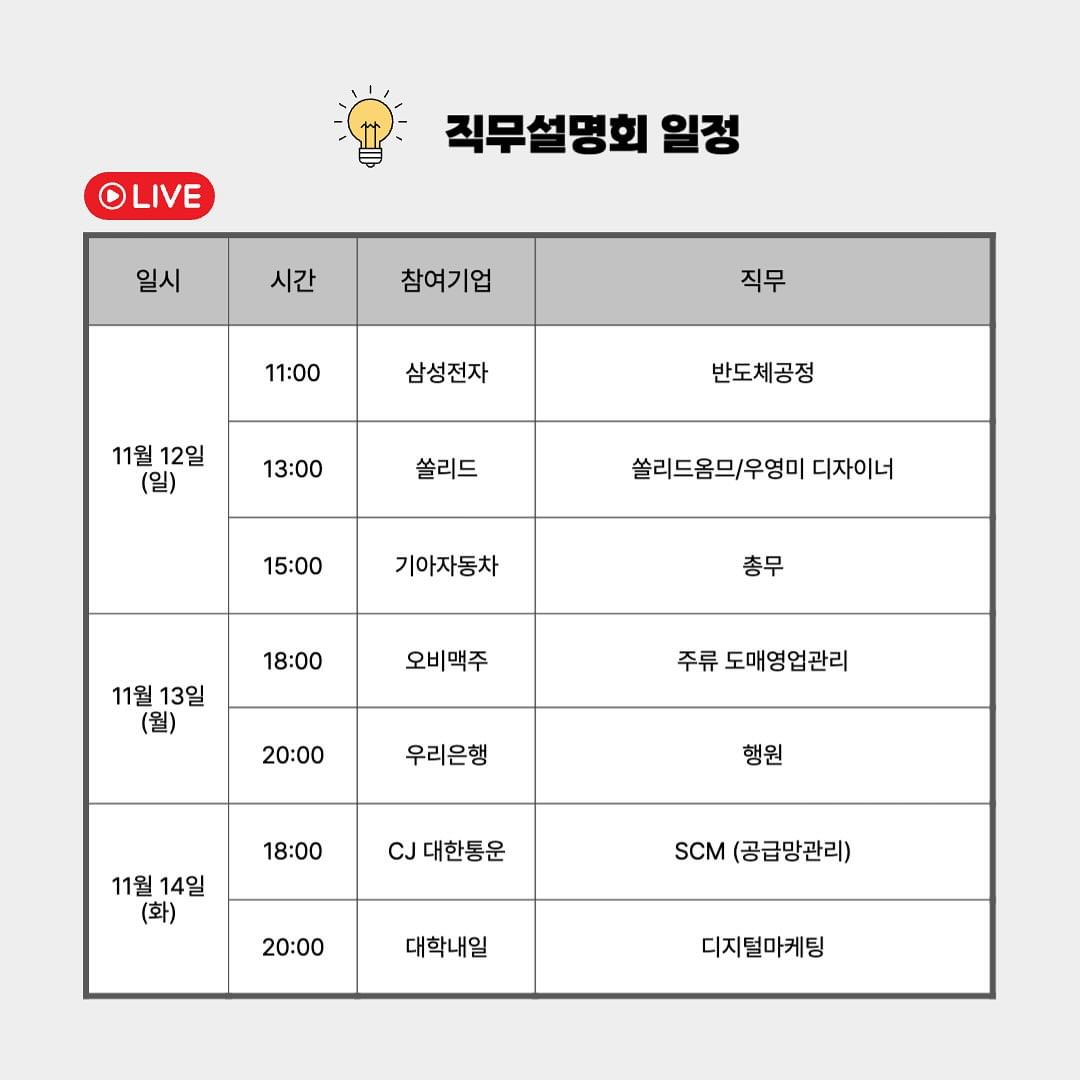 직무설명회 일정
LIVE
일시 시간 참여기업 직무
11월 12일
(일)
11:00 삼성전자 반도체공정
13:00 쏠리드 쏠리드옴므/우영미 디자이너
15:00 기아자동차 총무
11월 13일
(월)
18:00 오비맥주 주류 도매영업관리
20:00 우리은행 행원
11월 14일
(화)
18:00 CJ 대한통운 SCM (공급망관리)
20:00 대학내일 디지털마케팅